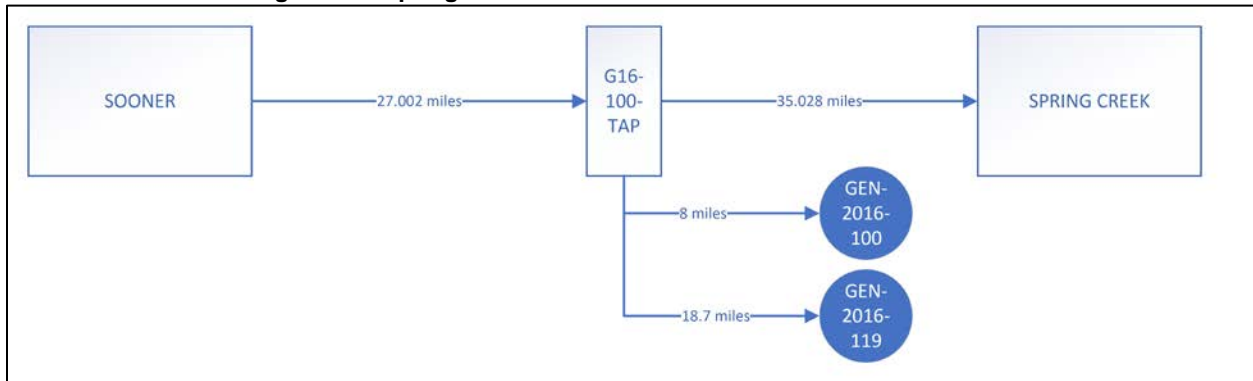 SOONER
27.002 miles
G16-
100-
TAP
35.028 miles
SPRING CREEK
8 miles
GEN-
2016-
100
18.7 miles
GEN-
2016-
119